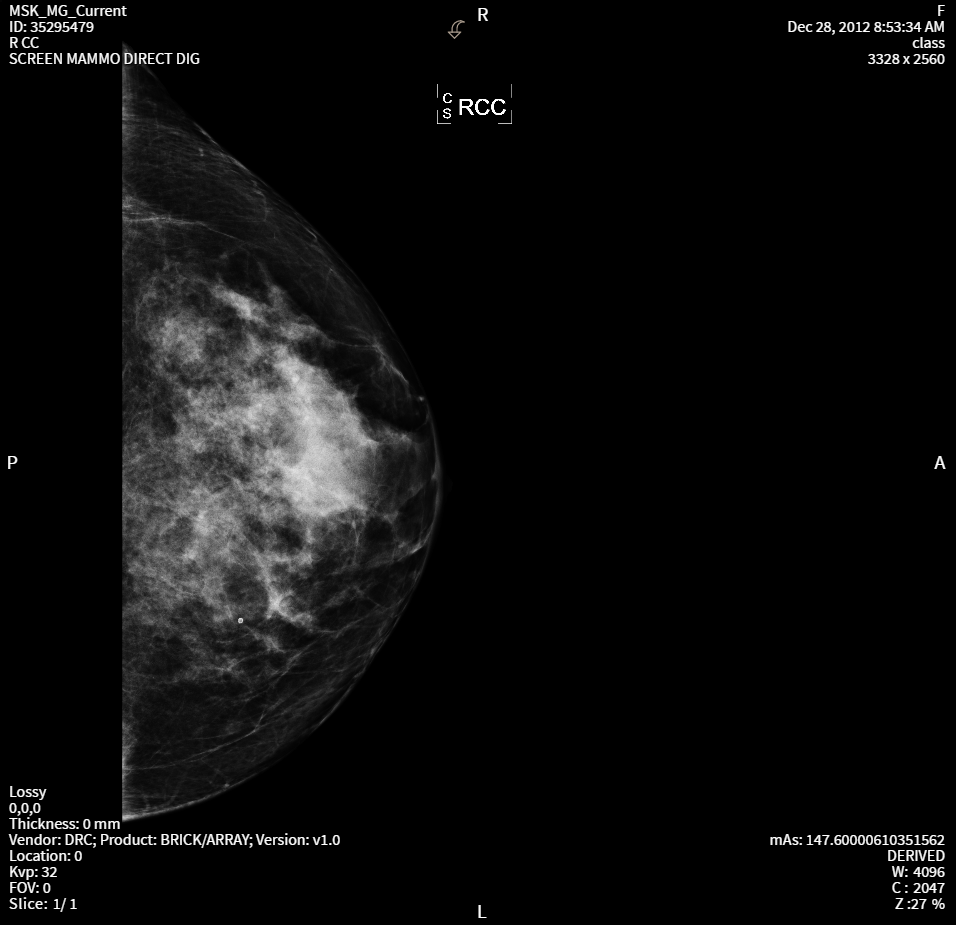 MSK_MG_Current
ID: 35295479
R CC
SCREEN MAMMO DIRECT DIG
R
F
Dec 28, 2012 8:53:34 AM
class
3328 x 2560
CS RCC
P
A
Lossy
0,0,0
Thickness: 0 mm
Vendor: DRC; Product: BRICK/ARRAY; Version: v1.0
Location: 0
Kvp: 32
FOV: 0
Slice: 1/ 1
L
mAs: 147.60000610351562
DERIVED
W: 4096
C : 2047
Z :27 %